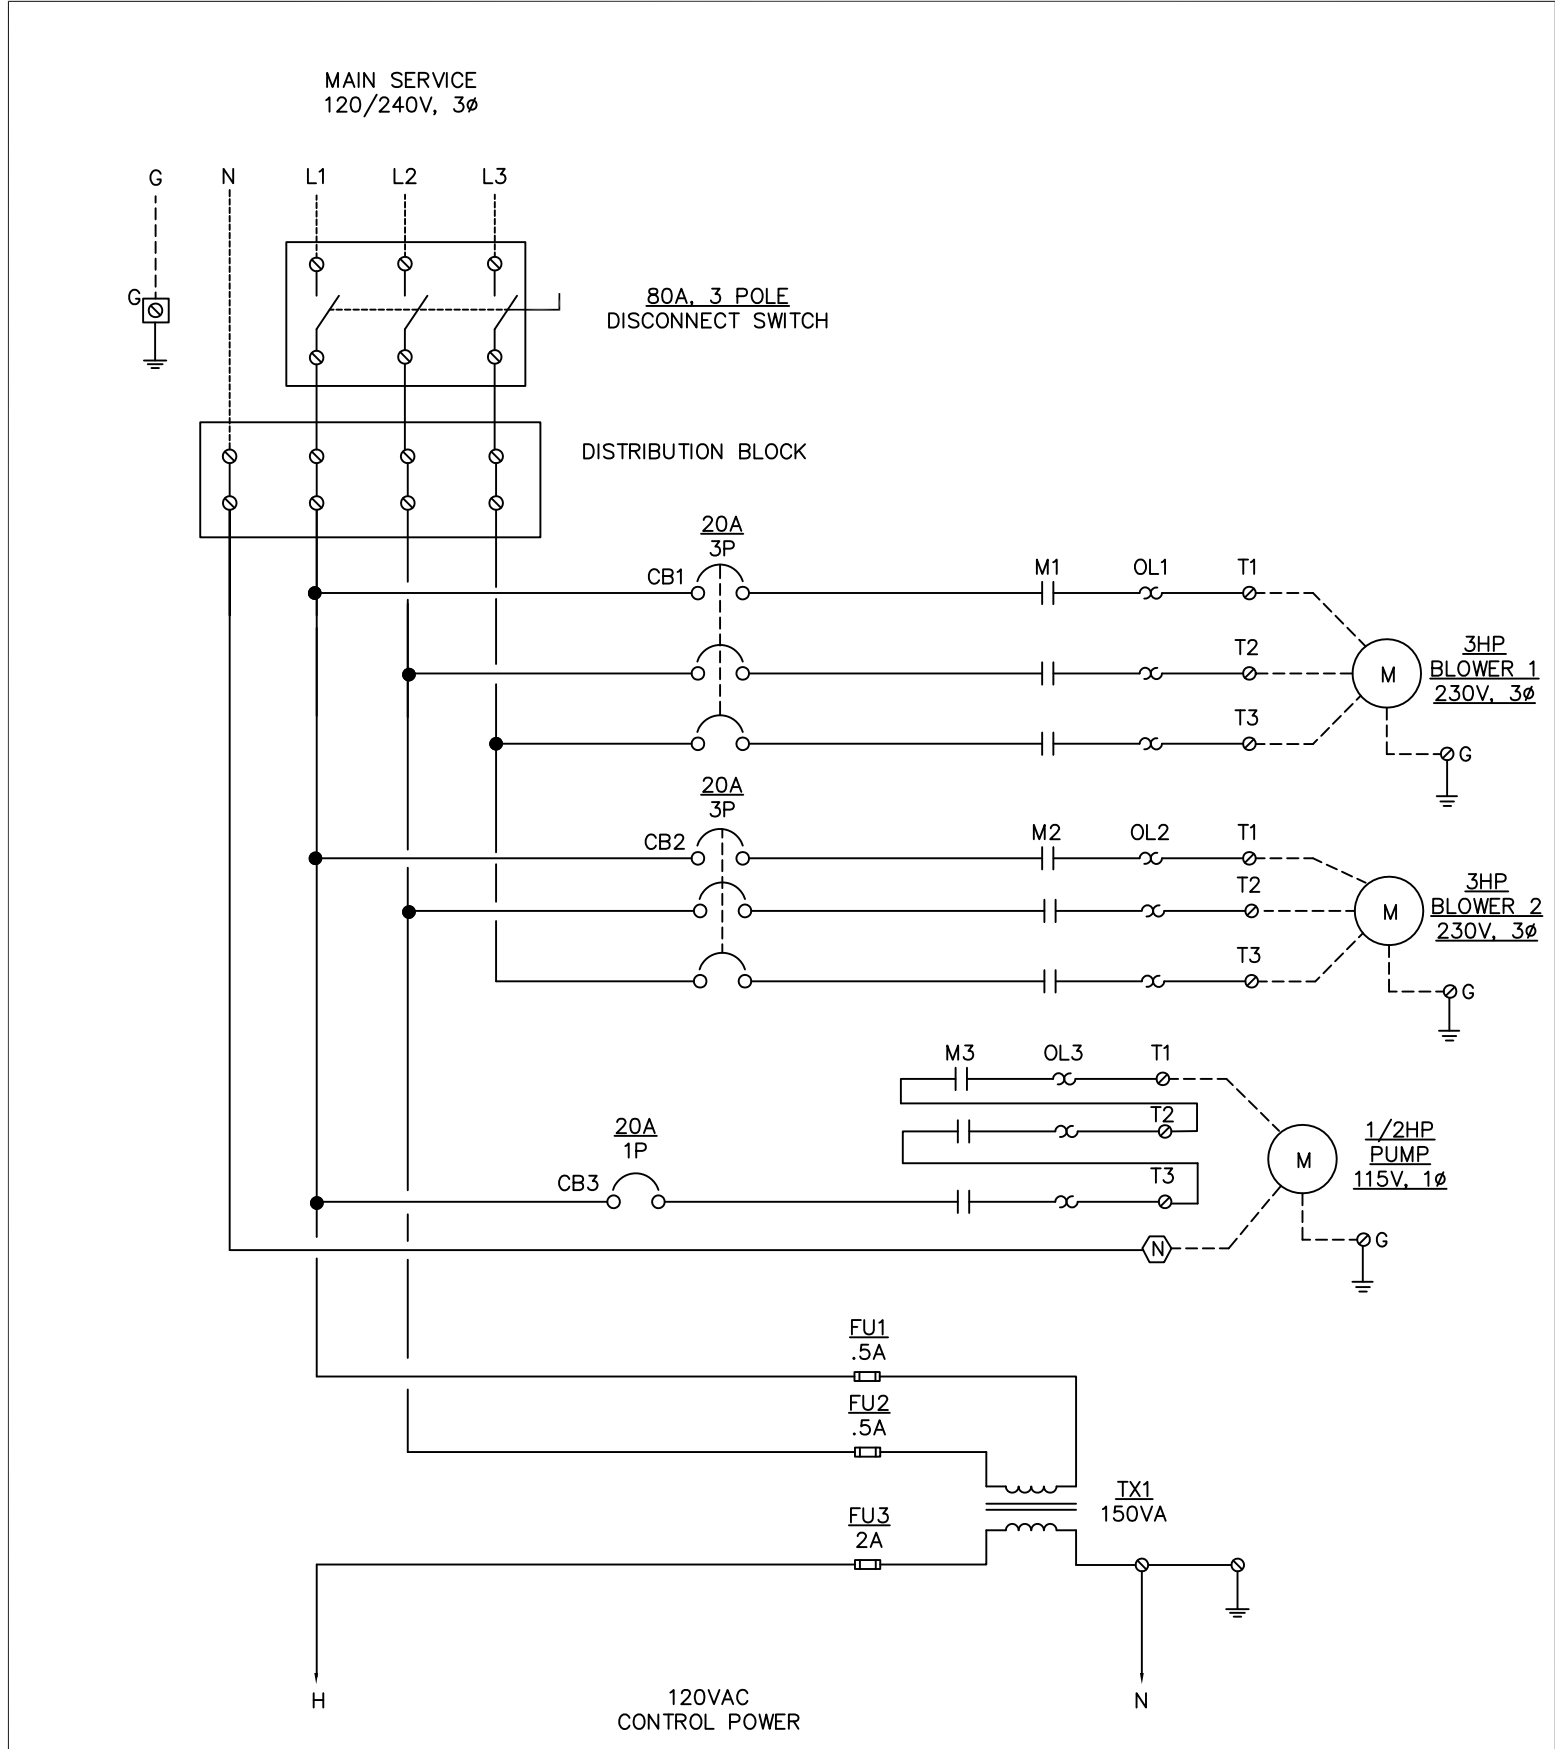 MAIN SERVICE
120/240V, 3ø
G
N
L1
L2
L3
G
80A, 3 POLE
DISCONNECT SWITCH
DISTRIBUTION BLOCK
20A
3P
CB1
M1
OL1
T1
T2
T3
M
3HP
BLOWER 1
230V, 3ø
G
20A
3P
CB2
M2
OL2
T1
T2
T3
M
3HP
BLOWER 2
230V, 3ø
G
M3
OL3
T1
T2
T3
20A
1P
CB3
M
1/2HP
PUMP
115V, 1ø
N
G
FU1
.5A
FU2
.5A
TX1
150VA
FU3
2A
H
120VAC
CONTROL POWER
N